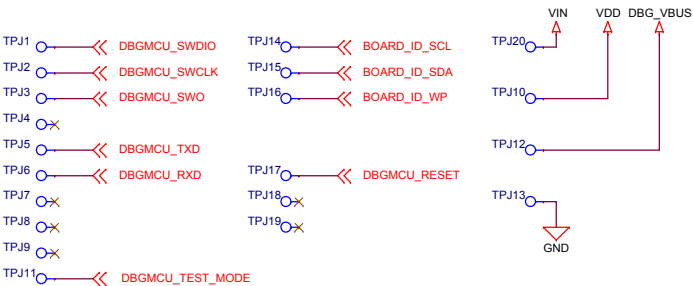 VIN VDD DBG_VBUS
TPJ1 DBGMCU_SWDIO TPJ14 BOARD_ID_SCL TPJ20
TPJ2 DBGMCU_SWCLK TPJ15 BOARD_ID_SDA
TPJ3 DBGMCU_SWO TPJ16 BOARD_ID_WP TPJ10
TPJ4
TPJ5 DBGMCU_TXD TPJ12
TPJ6 DBGMCU_RXD TPJ17 DBGMCU_RESET
TPJ7 TPJ18 TPJ13
TPJ8 TPJ19
TPJ9 GND
TPJ11 DBGMCU_TEST_MODE